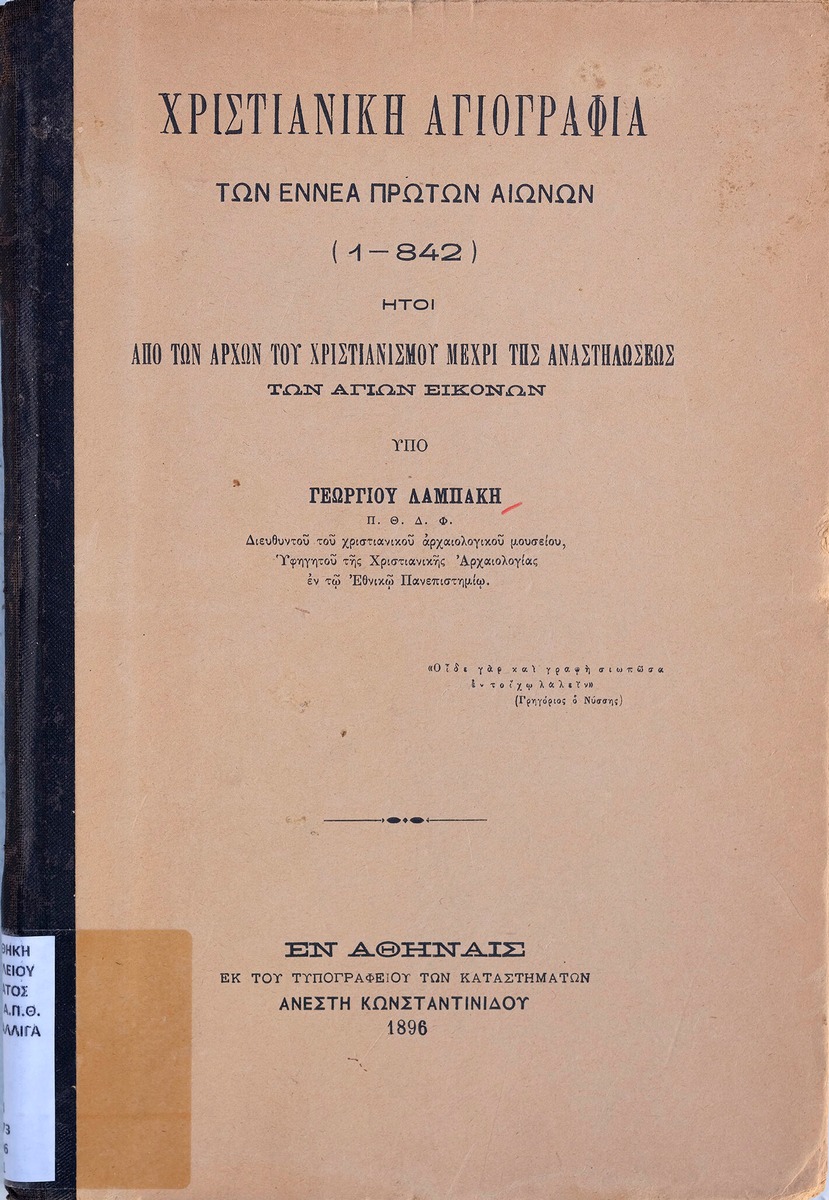 ΧΡΙΣΤΙΑΝΙΚΗ ΑΓΙΟΓΡΑΦΙΑ
ΤΩΝ ΕΝΝΕΑ ΠΡΩΤΩΝ ΑΙΩΝΩΝ
(1—842)
ΗΤΟΙ
ΑΠΟ ΤΩΝ ΑΡΧΩΝ ΤΟΥ ΧΡΙΣΤΙΑΝΙΣΜΟΥ ΜΕΧΡΙ ΤΗΣ ΑΝΑΣΤΗΛΩΣΕΩΣ
ΤΩΝ ΑΓΙΩΝ ΕΙΚΟΝΩΝ
ΥΠΟ
ΓΕΩΡΓΙΟΥ ΛΑΜΠΑΚΗ
Π. Θ. Δ. Φ.
Διευθυντοῦ τοῦ χριστιανικοῦ ἀρχαιολογικοῦ μουσείου,
Ὑφηγητοῦ τῆς Χριστιανικῆς Ἀρχαιολογίας
ἐν τῷ Ἐθνικῷ Πανεπιστημίῳ.
«Οἶδε γὰρ καὶ γραφὴ σιωπῶσα
ἐν τοίχῳ λαλεῖν»
(Γρηγόριος ὁ Νύσσης)
ΕΝ ΑΘΗΝΑΙΣ
ΕΚ ΤΟΥ ΤΥΠΟΓΡΑΦΕΙΟΥ ΤΩΝ ΚΑΤΑΣΤΗΜΑΤΩΝ
ΑΝΕΣΤΗ ΚΩΝΣΤΑΝΤΙΝΙΔΟΥ
1896
ΘΗΚΗ
ΛΕΙΟΥ
ΑΤΟΣ
Α.Π.Θ.
ΑΛΛΙΓΑ